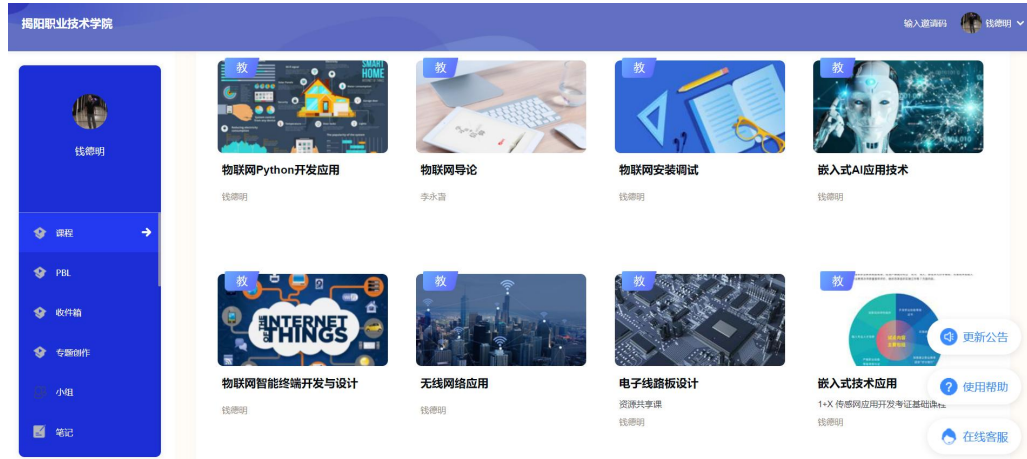 揭阳职业技术学院
输入邀请码
钱德明
钱德明
课程
PBL
收件箱
专题创作
小组
笔记
教
教
教
教
SMART
HOME
物联网Python开发应用
物联网导论
物联网安装调试
嵌入式AI应用技术
钱德明
钱德明
钱德明
教
教
教
教
INTERNET
OF THE
THINGS
物联网智能终端开发与设计
无线网络应用
电子线路板设计
嵌入式技术应用
资源共享课
1+X 传感网应用开发考证基础课程
钱德明
钱德明
钱德明
钱德明
更新公告
使用帮助
在线客服